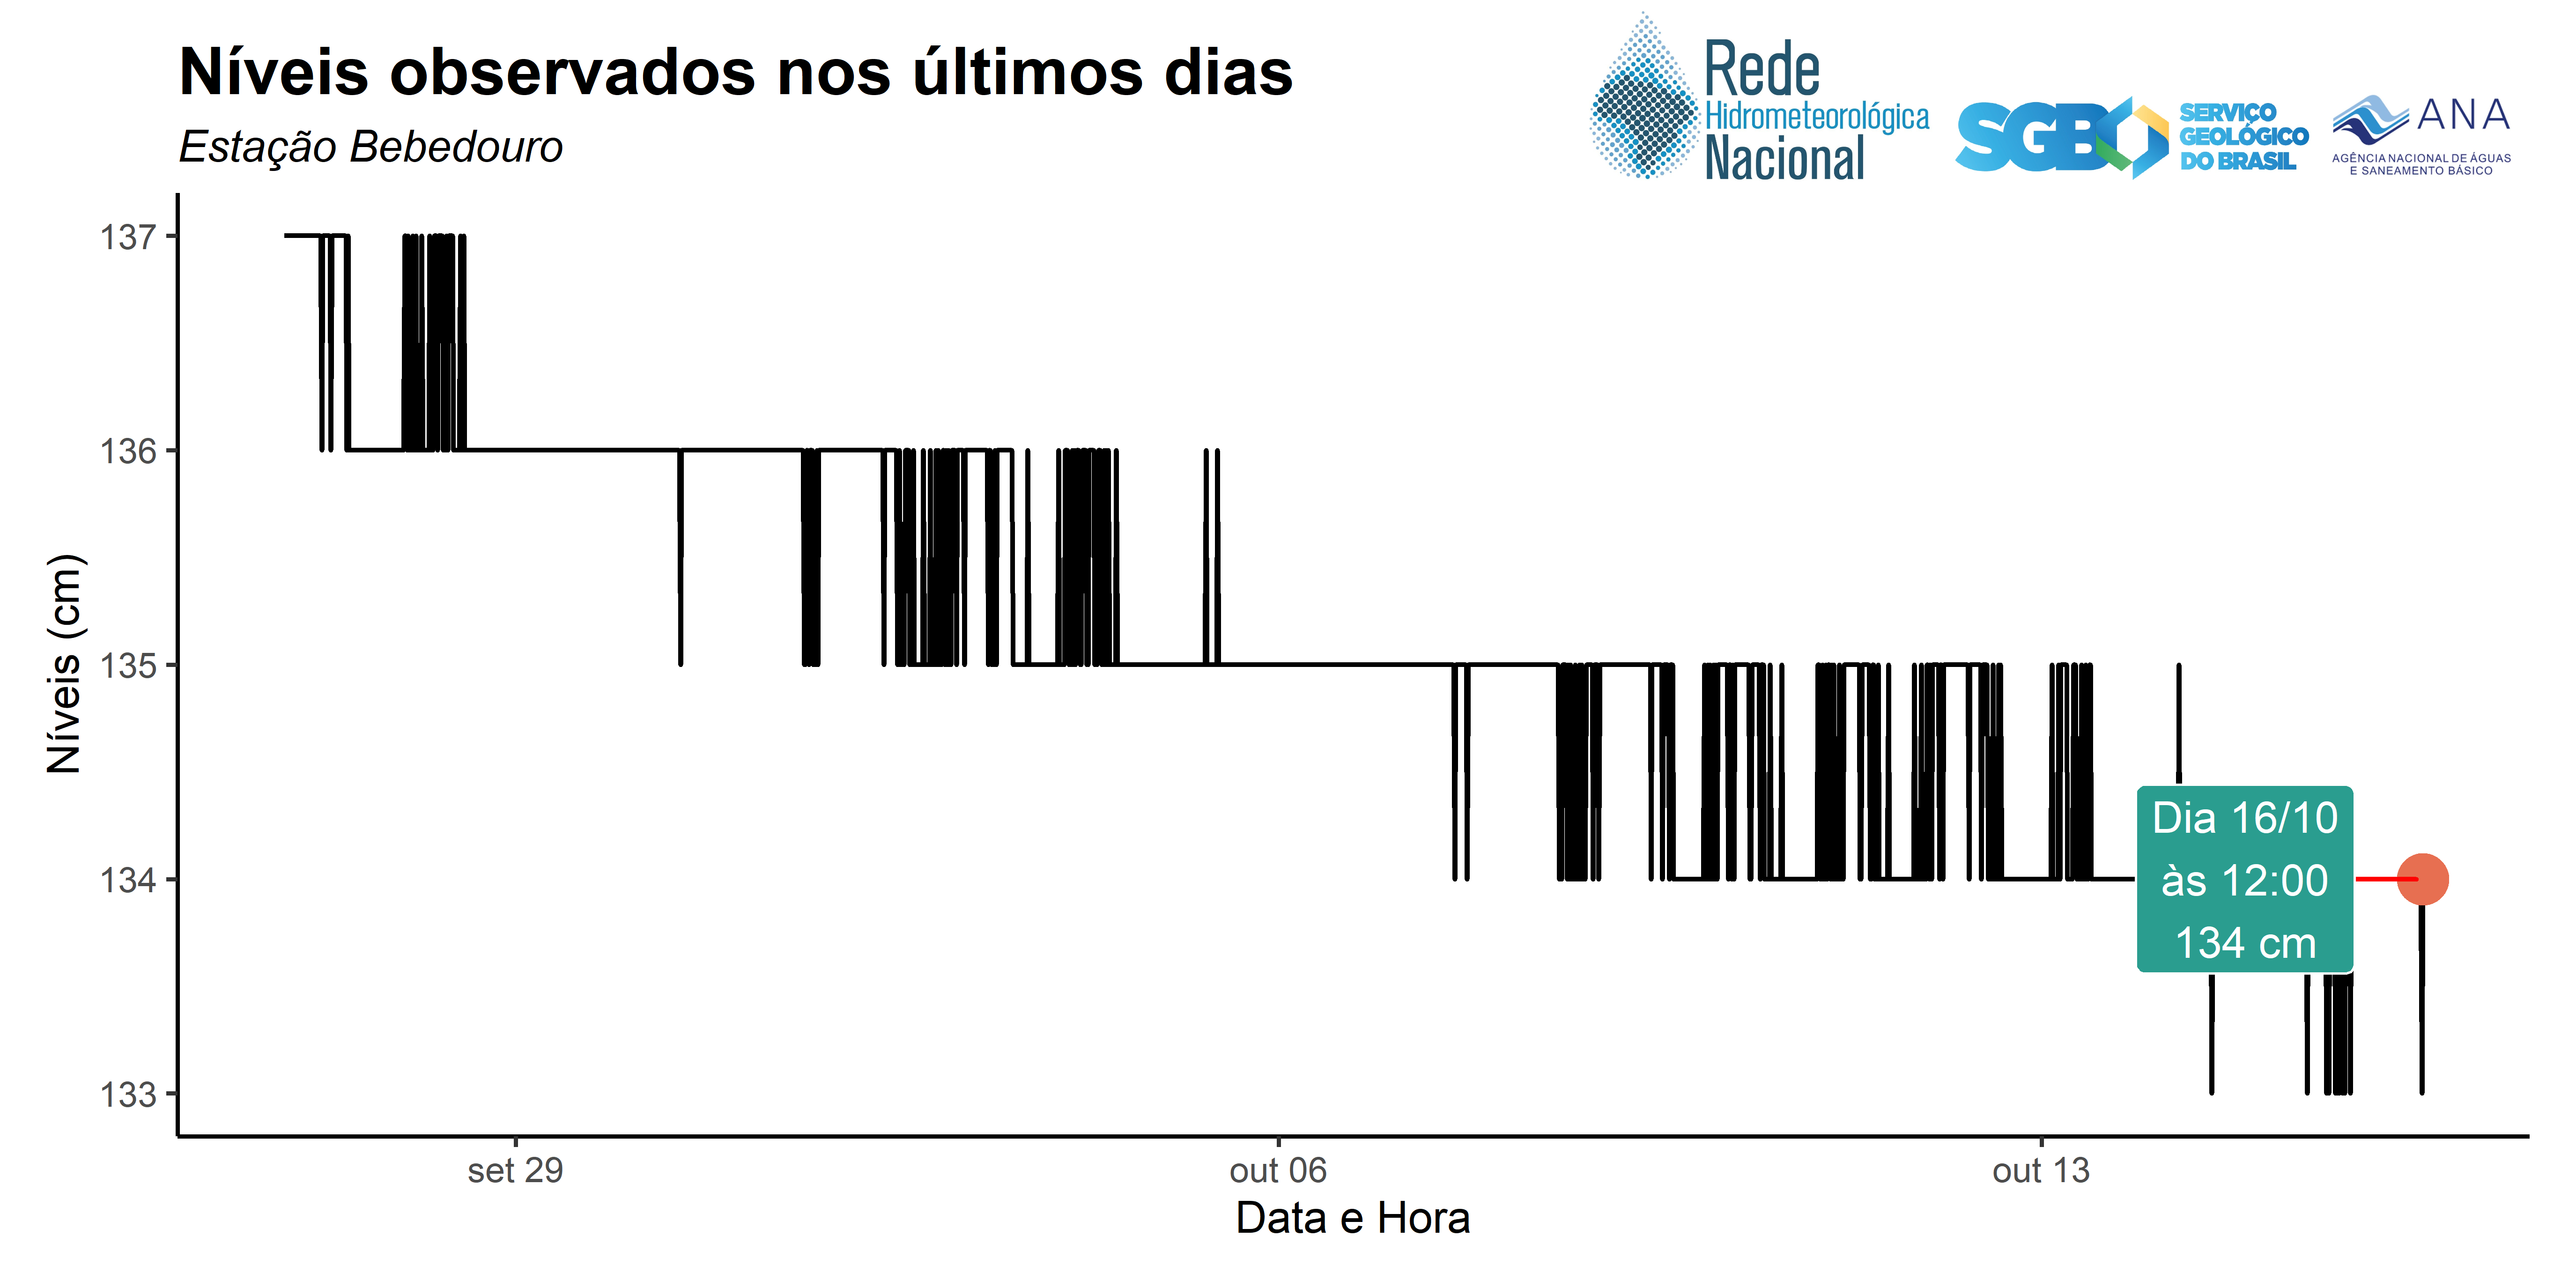 Níveis observados nos últimos dias
Estação Bebedouro
Rede
Hidrometeorológica
Nacional
SGB
SERVIÇO
GEOLÓGICO
DO BRASIL
ANA
AGÊNCIA NACIONAL DE ÁGUAS
E SANEAMENTO BÁSICO
137
136
135
134
133
Níveis (cm)
Dia 16/10
às 12:00
134 cm
set 29
out 06
out 13
Data e Hora